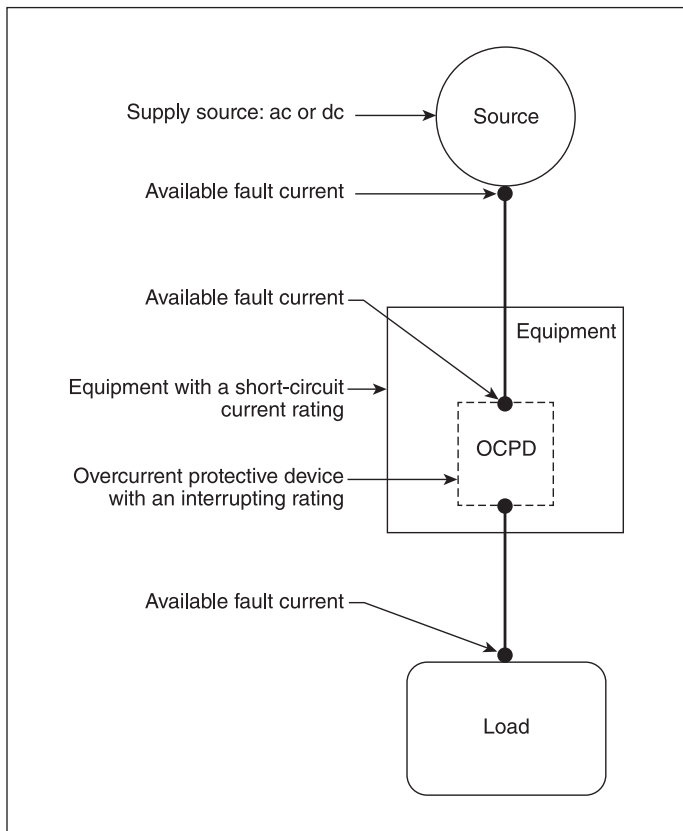 Supply source: ac or dc
Source
Available fault current
Available fault current
Equipment
Equipment with a short-circuit
current rating
OCPD
Overcurrent protective device
with an interrupting rating
Available fault current
Load